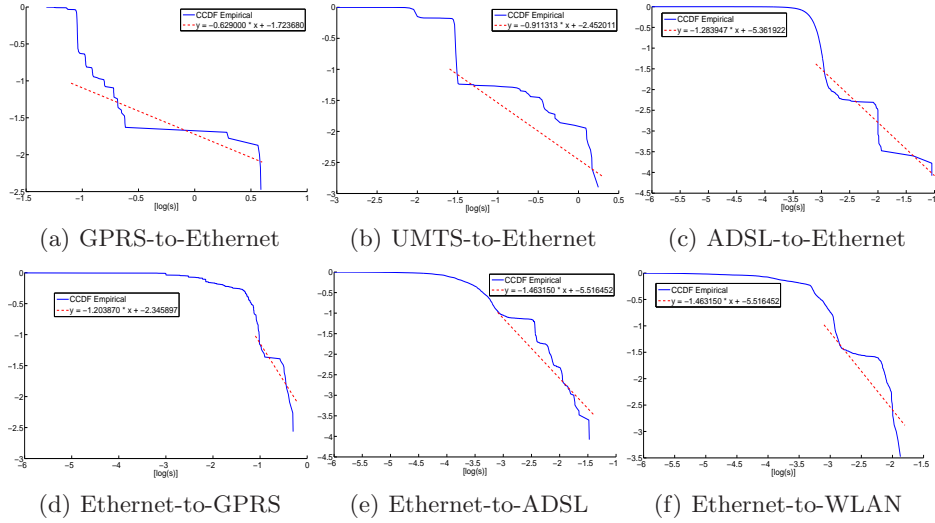 CCDF Empirical
y = −0.629000 * x + −1.723680
0
−0.5
−1
−1.5
−2
−2.5
−1.5 −1 −0.5 0 0.5 1
[log(s)]
(a) GPRS-to-Ethernet
CCDF Empirical
y = −0.911313 * x + −2.452011
0
−0.5
−1
−1.5
−2
−2.5
−3
−2.5 −2 −1.5 −1 −0.5 0 0.5
[log(s)]
(b) UMTS-to-Ethernet
CCDF Empirical
y = −1.283947 * x + −5.361922
0
−0.5
−1
−1.5
−2
−2.5
−3
−3.5
−4
−4.5
−6 −5.5 −5 −4.5 −4 −3.5 −3 −2.5 −2 −1.5 −1
[log(s)]
(c) ADSL-to-Ethernet
CCDF Empirical
y = −1.203870 * x + −2.345897
0
−0.5
−1
−1.5
−2
−2.5
−3
−6 −5 −4 −3 −2 −1 0
[log(s)]
(d) Ethernet-to-GPRS
CCDF Empirical
y = −1.463150 * x + −5.516452
0
−0.5
−1
−1.5
−2
−2.5
−3
−3.5
−4
−4.5
−6 −5.5 −5 −4.5 −4 −3.5 −3 −2.5 −2 −1.5 −1
[log(s)]
(e) Ethernet-to-ADSL
CCDF Empirical
y = −1.463150 * x + −5.516452
0
−0.5
−1
−1.5
−2
−2.5
−3
−3.5
−6 −5.5 −5 −4.5 −4 −3.5 −3 −2.5 −2 −1.5
[log(s)]
(f) Ethernet-to-WLAN